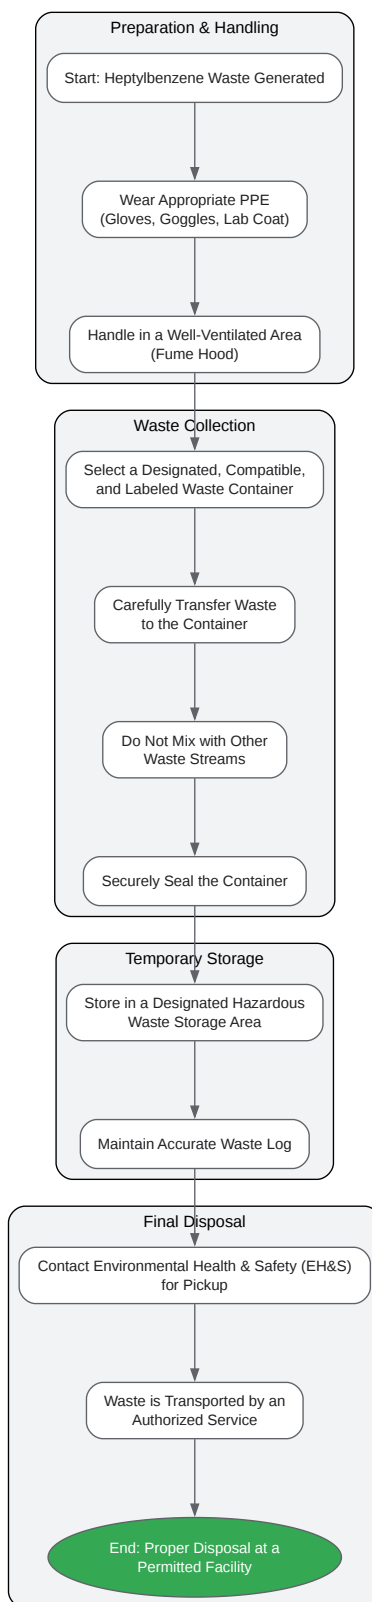 Preparation & Handling
Start: Heptylbenzene Waste Generated
Wear Appropriate PPE
(Gloves, Goggles, Lab Coat)
Handle in a Well-Ventilated Area
(Fume Hood)
Waste Collection
Select a Designated, Compatible,
and Labeled Waste Container
Carefully Transfer Waste
to the Container
Do Not Mix with Other
Waste Streams
Securely Seal the Container
Temporary Storage
Store in a Designated Hazardous
Waste Storage Area
Maintain Accurate Waste Log
Final Disposal
Contact Environmental Health & Safety (EH&S)
for Pickup
Waste is Transported by an
Authorized Service
End: Proper Disposal at a
Permitted Facility